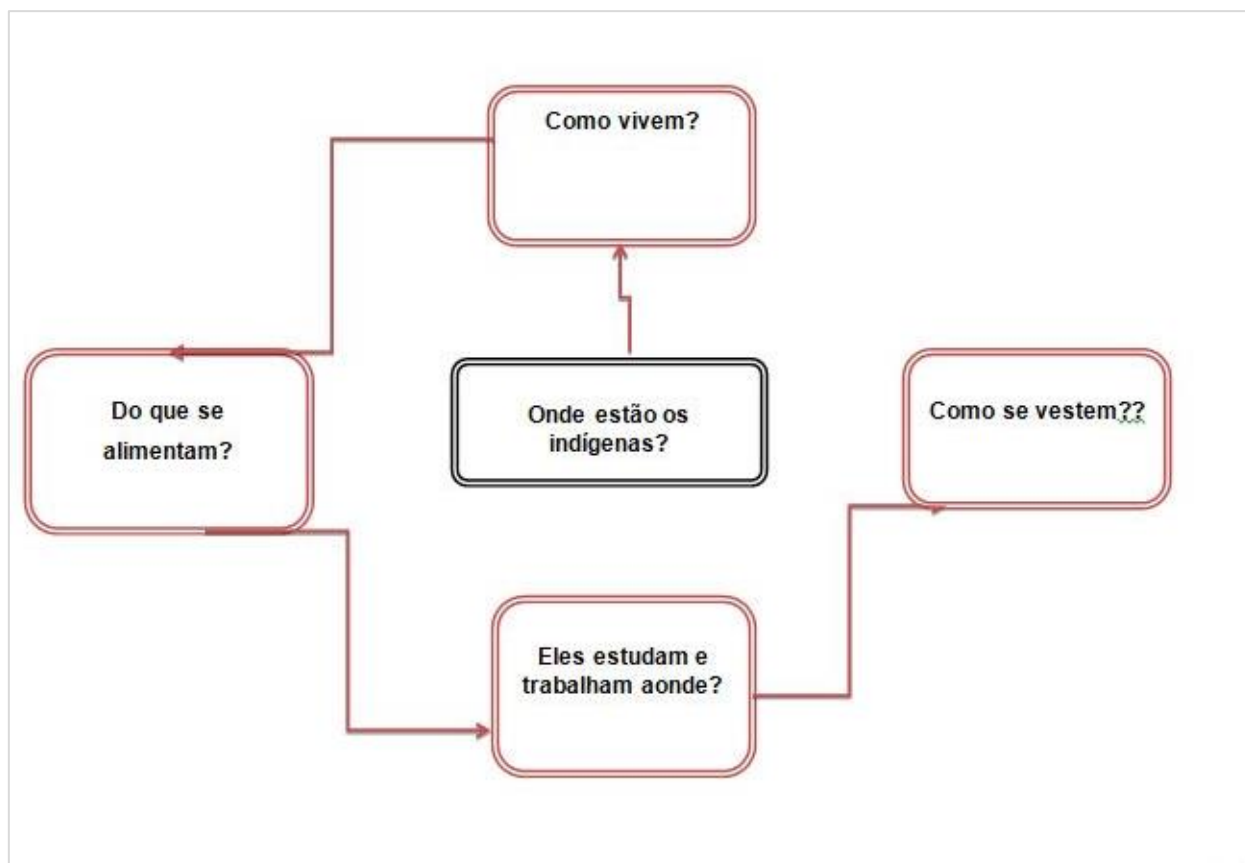 Como vivem?
Do que se
alimentam?
Onde estão os
indígenas?
Como se vestem??
Eles estudam e
trabalham aonde?